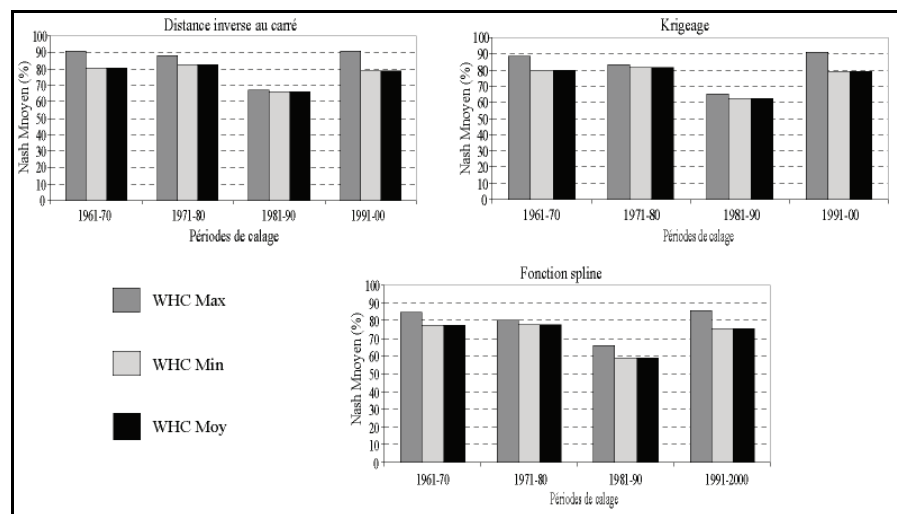 Distance inverse au carré
Nash Mnoyen (%)
100
90
80
70
60
50
40
30
20
10
0
1961-70 1971-80 1981-90 1991-00
Périodes de calage
Krigeage
Nash Mnoyen (%)
100
90
80
70
60
50
40
30
20
10
0
1961-70 1971-80 1981-90 1991-00
Périodes de calage
WHC Max
WHC Min
WHC Moy
Fonction spline
Nash Mnoyen (%)
100
90
80
70
60
50
40
30
20
10
0
1961-70 1971-80 1981-90 1991-2000
Périodes de calage